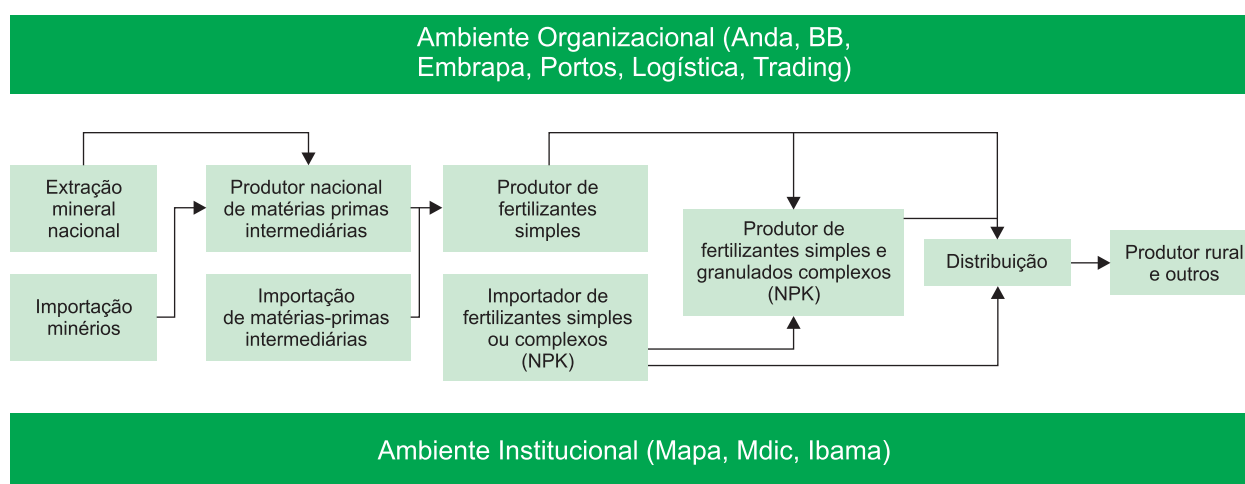 Ambiente Organizacional (Anda, BB,
Embrapa, Portos, Logística, Trading)
Extração
mineral
nacional
Importação
minérios
Produtor nacional
de matérias primas
intermediárias
Importação
de matérias-primas
intermediárias
Produtor de
fertilizantes
simples
Importador de
fertilizantes simples
ou complexos
(NPK)
Produtor de
fertilizantes simples e
granulados complexos
(NPK)
Distribuição
Produtor rural
e outros
Ambiente Institucional (Mapa, Mdic, Ibama)